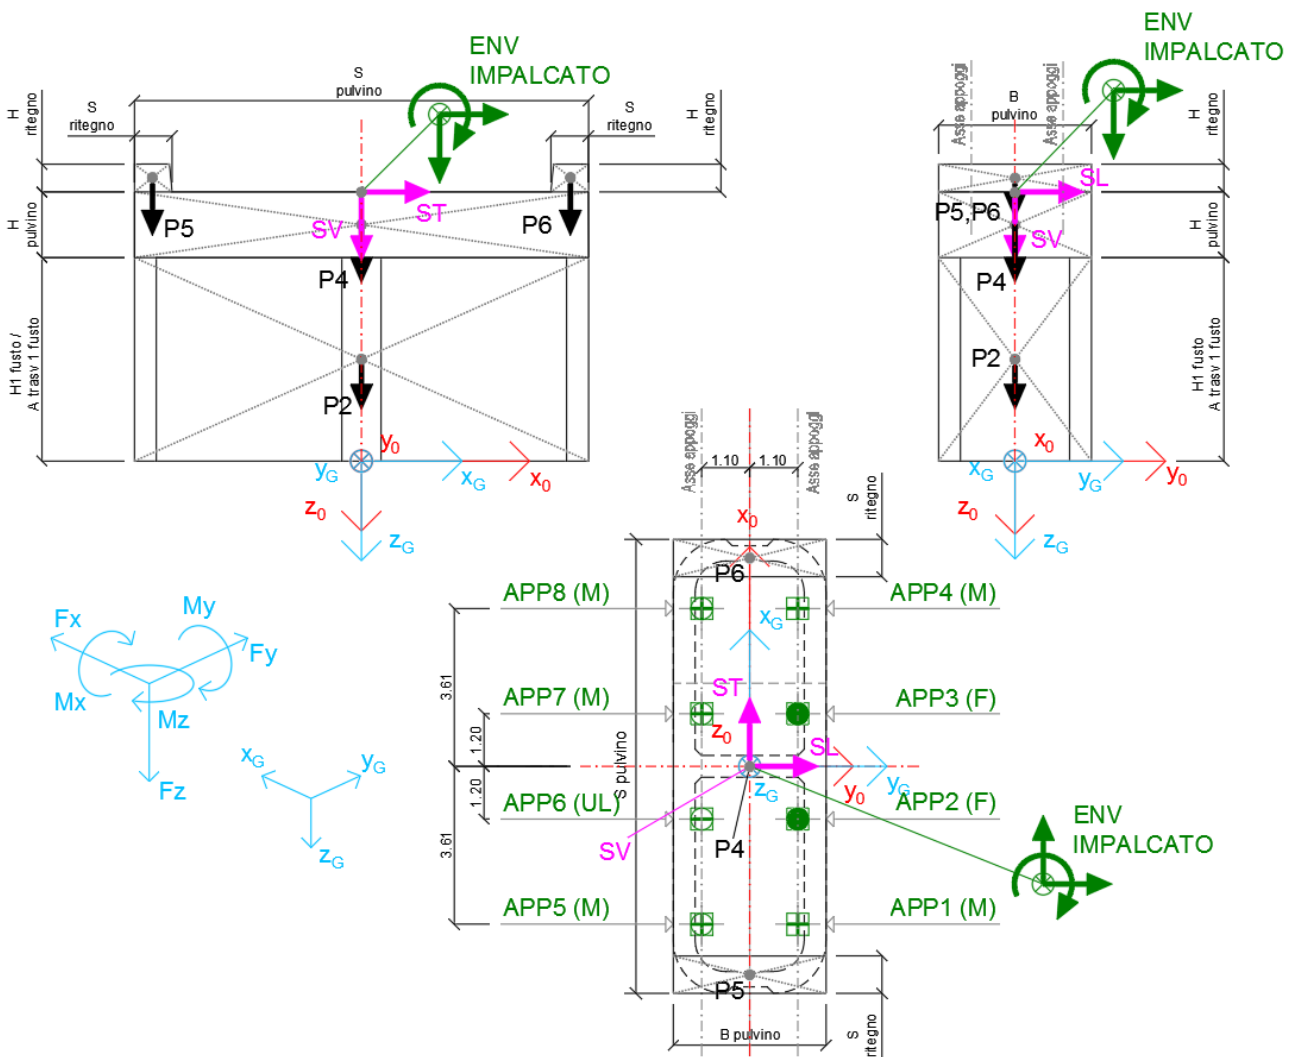 ENV
IMPALCATO
S
pulvino
S
ritegno
S
ritegno
H
ritegno
H
ritegno
H
pulvino
H1 fusto /
A trasv 1 fusto
P5
P6
ST
SV
P4
P2
y0
yG
xG
x0
z0
zG
ENV
IMPALCATO
Asse appoggi
Asse appoggi
B
pulvino
H
ritegno
H
pulvino
H1 fusto
A trasv 1 fusto
SL
P5,P6
SV
P4
P2
x0
xG
yG
y0
z0
zG
Asse appoggi
Asse appoggi
1.10
1.10
S
ritegno
x0
P6
APP8 (M)
APP4 (M)
xG
ST
APP7 (M)
APP3 (F)
z0
SL
3.61
1.20
1.20
3.61
S pulvino
zG
y0
yG
APP6 (UL)
APP2 (F)
SV
P4
ENV
IMPALCATO
APP5 (M)
APP1 (M)
P5
B pulvino
S
ritegno
Fx
My
Fy
Mx
Mz
Fz
xG
yG
zG